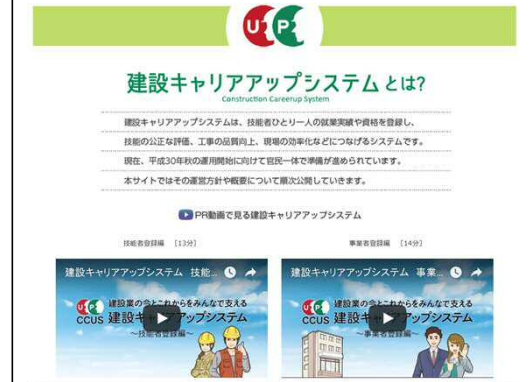 UP
建設キャリアアップシステムとは?
Construction Careerup System
建設キャリアアップシステムは、技能者ひとり一人の就業実績や資格を登録し、
技能の公正な評価、工事の品質向上、現場の効率化などにつなげるシステムです。
現在、平成30年秋の運用開始に向けて官民一体で準備が進められています。
本サイトではその運営方針や概要について順次公開していきます。
PR動画で見る建設キャリアアップシステム
技能者登録編 [13分]
事業者登録編 [14分]
建設キャリアアップシステム 技能...
建設キャリアアップシステム 事業...
UP 建設業の今とこれからをみんなで支える
CCUS 建設キャリアアップシステム
~技能者登録編~
UP 建設業の今とこれからをみんなで支える
CCUS 建設キャリアアップシステム
~事業者登録編~